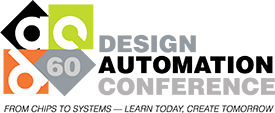 60
DESIGN
AUTOMATION
CONFERENCE
FROM CHIPS TO SYSTEMS — LEARN TODAY, CREATE TOMORROW